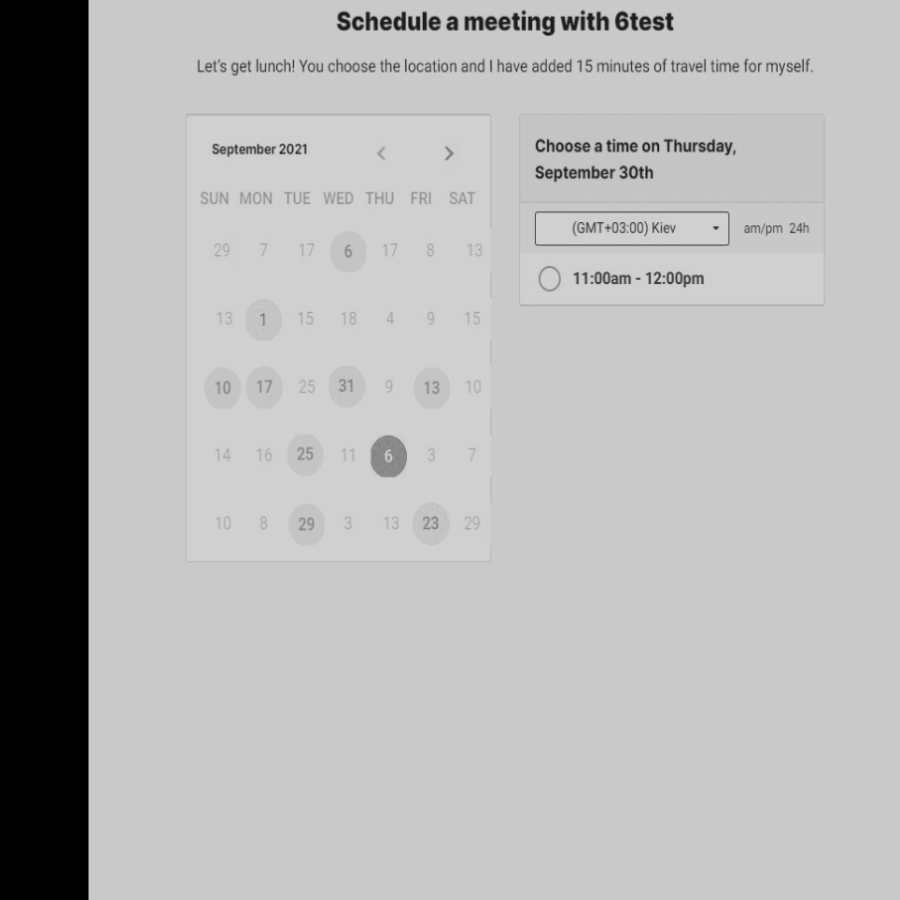 Schedule a meeting with 6test
Let's get lunch! You choose the location and I have added 15 minutes of travel time for myself.
September 2021
SUN MON TUE WED THU FRI SAT
29 7 17 6 17 8 13
13 1 15 18 4 9 15
10 17 25 31 9 13 10
14 16 25 11 6 3 7
10 8 29 3 13 23 29
Choose a time on Thursday,
September 30th
(GMT+03:00) Kiev am/pm 24h
11:00am - 12:00pm